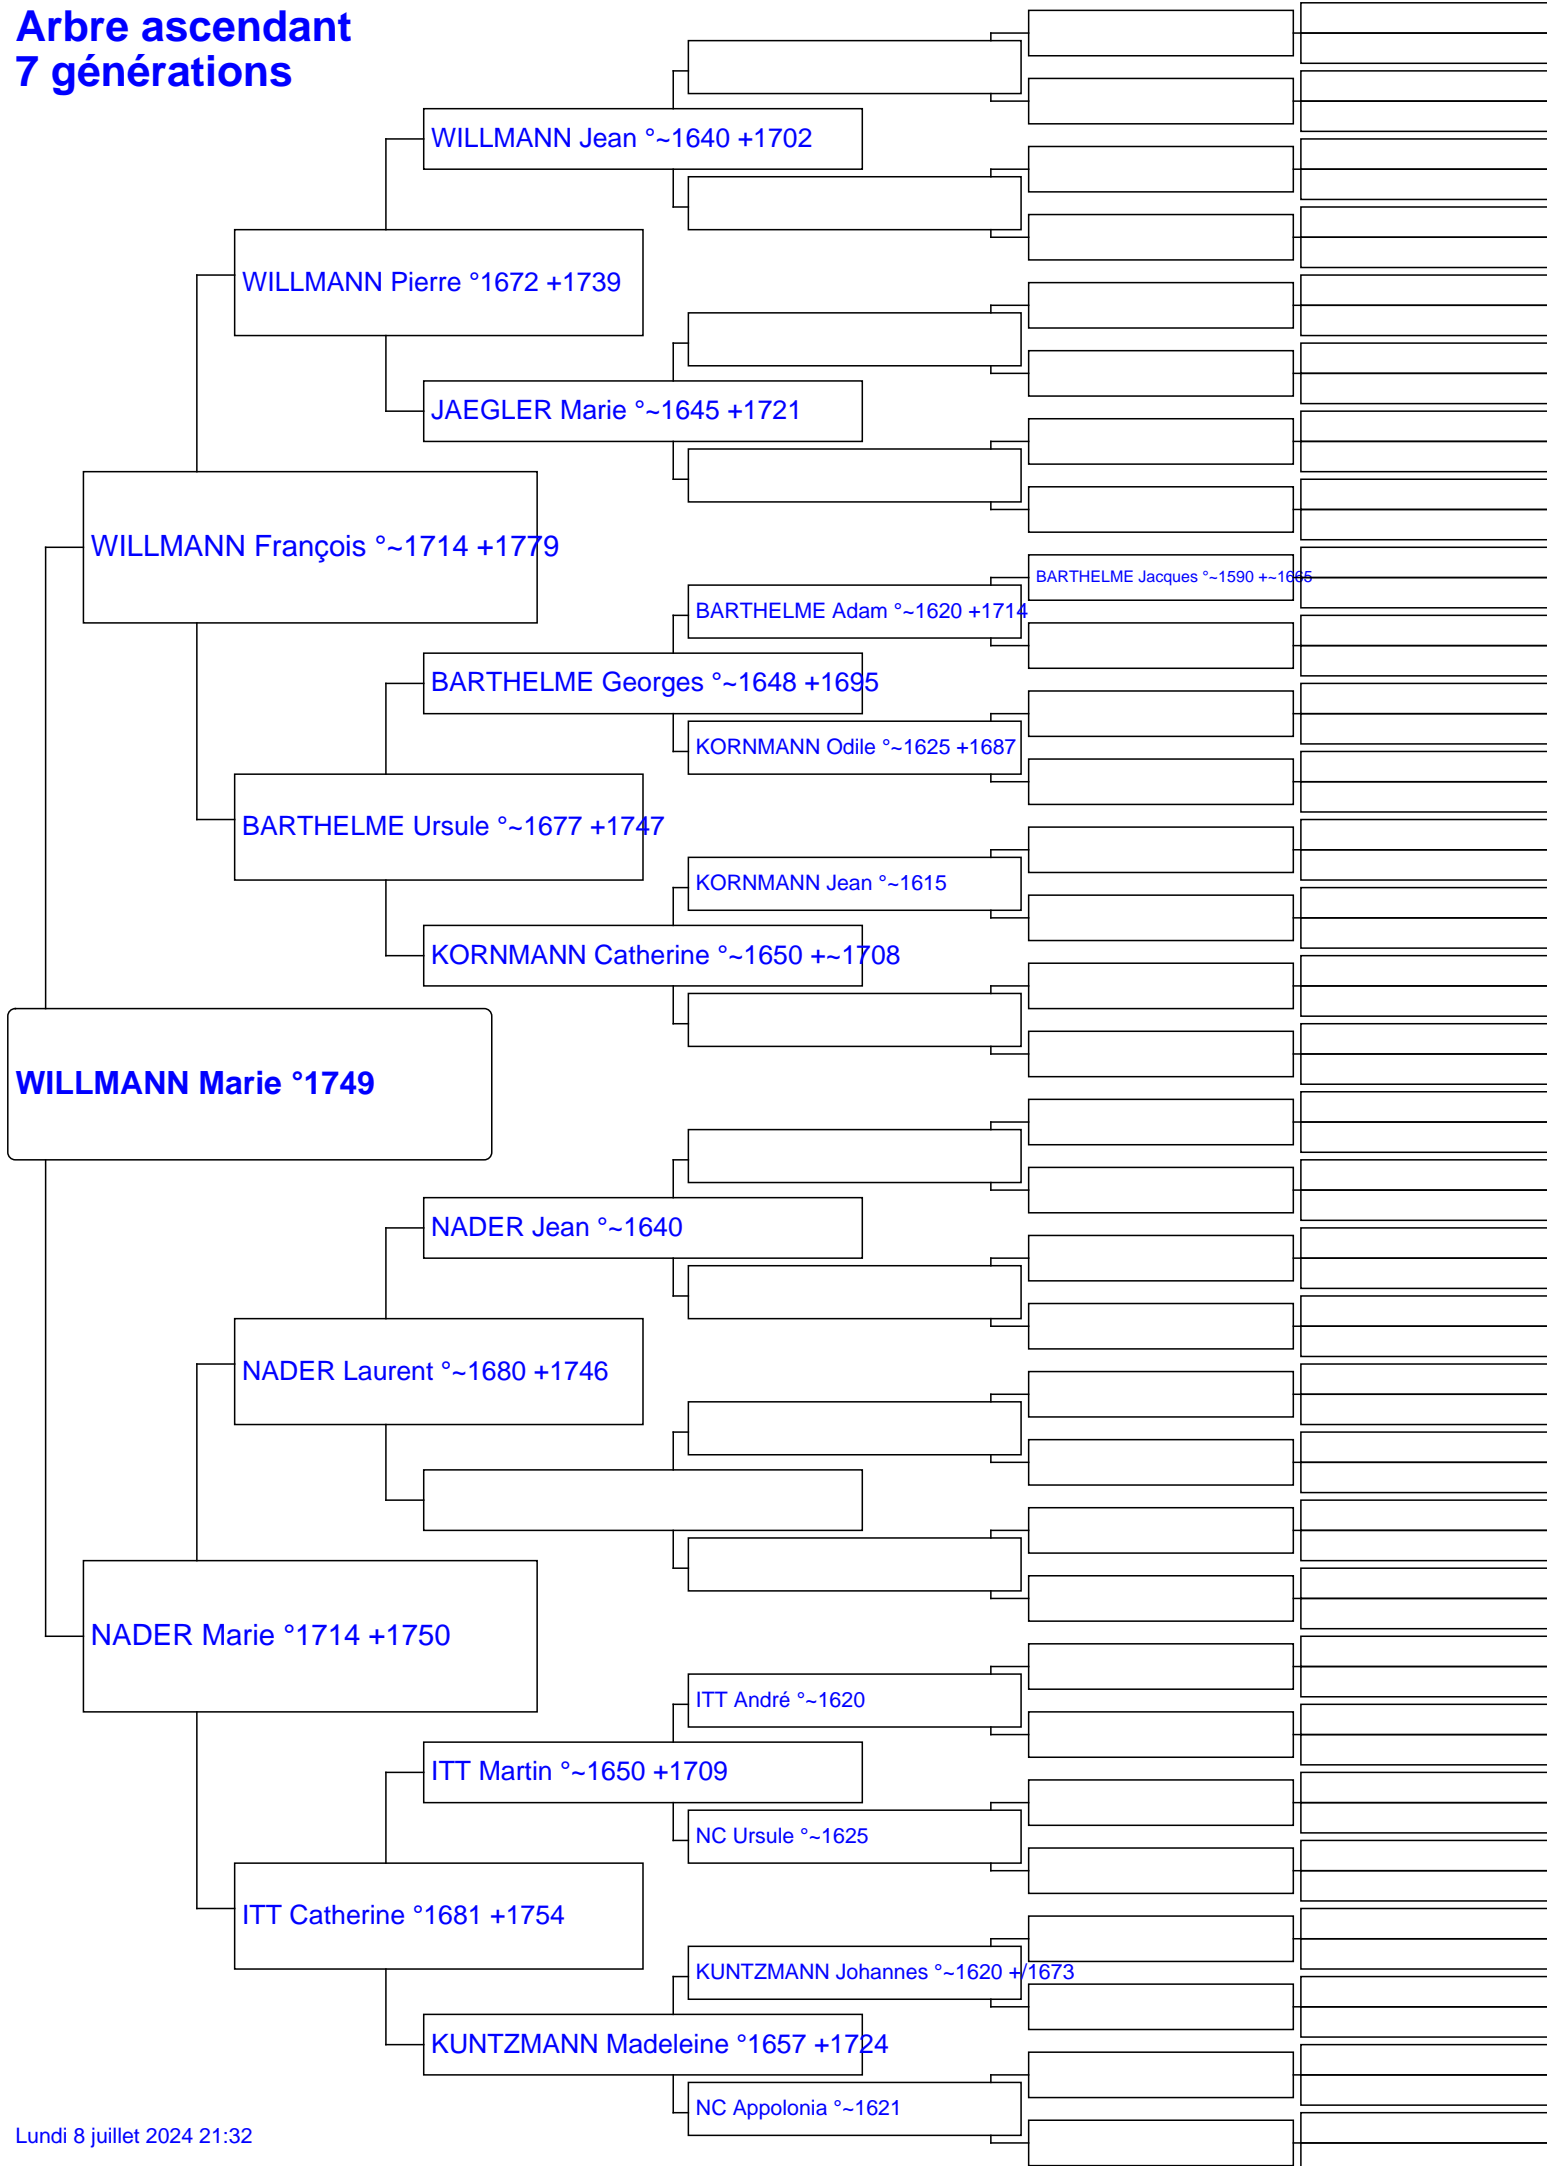 Arbre ascendant
7 générations
WILLMANN Jean °~1640 +1702
WILLMANN Pierre °1672 +1739
JAEGLER Marie °~1645 +1721
WILLMANN François °~1714 +1779
BARTHELME Jacques °~1590 +~1665
BARTHELME Adam °~1620 +1714
BARTHELME Georges °~1648 +1695
KORNMANN Odile °~1625 +1687
BARTHELME Ursule °~1677 +1747
KORNMANN Jean °~1615
KORNMANN Catherine °~1650 +~1708
WILLMANN Marie °1749
NADER Jean °~1640
NADER Laurent °~1680 +1746
NADER Marie °1714 +1750
ITT André °~1620
ITT Martin °~1650 +1709
NC Ursule °~1625
ITT Catherine °1681 +1754
KUNTZMANN Johannes °~1620 +/1673
KUNTZMANN Madeleine °1657 +1724
NC Appolonia °~1621
Lundi 8 juillet 2024 21:32